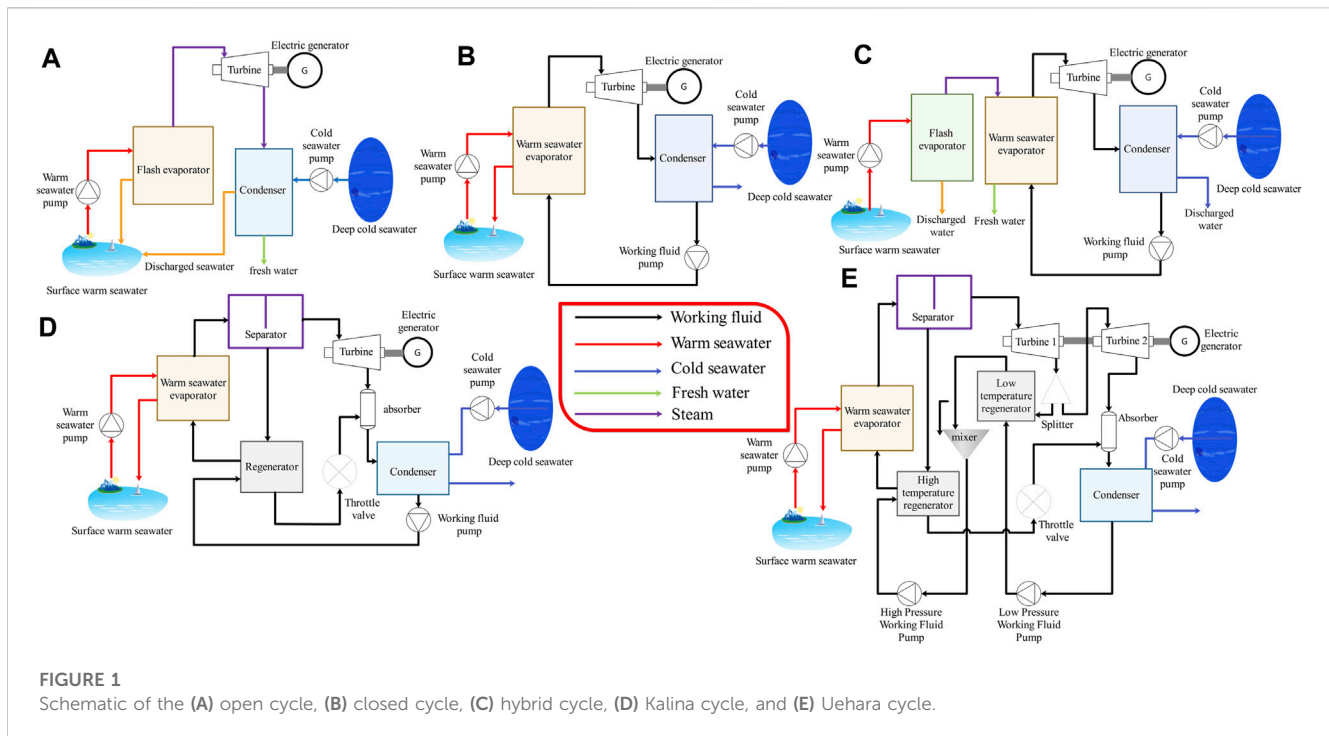 A
Electric generator
Turbine
G
Flash evaporator
Cold
seawater
pump
Warm
seawater
pump
Condenser
Deep cold seawater
Discharged seawater
fresh water
Surface warm seawater
B
Electric generator
Turbine
G
Cold
seawater
pump
Warm seawater
evaporator
Warm
seawater
pump
Condenser
Deep cold seawater
Working fluid
pump
Surface warm seawater
C
Electric generator
Turbine
G
Cold
seawater
pump
Flash
evaporator
Warm seawater
evaporator
Warm
seawater
pump
Condenser
Deep cold seawater
Discharged
water
Fresh
water
Discharged
water
Surface warm seawater
Working fluid
pump
D
Separator
Electric
generator
Turbine
G
Cold
seawater
pump
Warm seawater
evaporator
absorber
Warm
seawater
pump
Deep cold seawater
Regenerator
Condenser
Throttle
valve
Working fluid
pump
Surface warm seawater
Working fluid
Warm seawater
Cold seawater
Fresh water
Steam
E
Separator
Turbine 1
Turbine 2
G
Electric
generator
Low
temperature
regenerator
Splitter
Deep cold seawater
Warm seawater
evaporator
mixer
Absorber
Warm
seawater
pump
Cold
seawater
pump
High
temperature
regenerator
Condenser
Throttle
valve
Surface warm seawater
High Pressure
Working Fluid
Pump
Low Pressure
Working Fluid
Pump
FIGURE 1
Schematic of the (A) open cycle, (B) closed cycle, (C) hybrid cycle, (D) Kalina cycle, and (E) Uehara cycle.